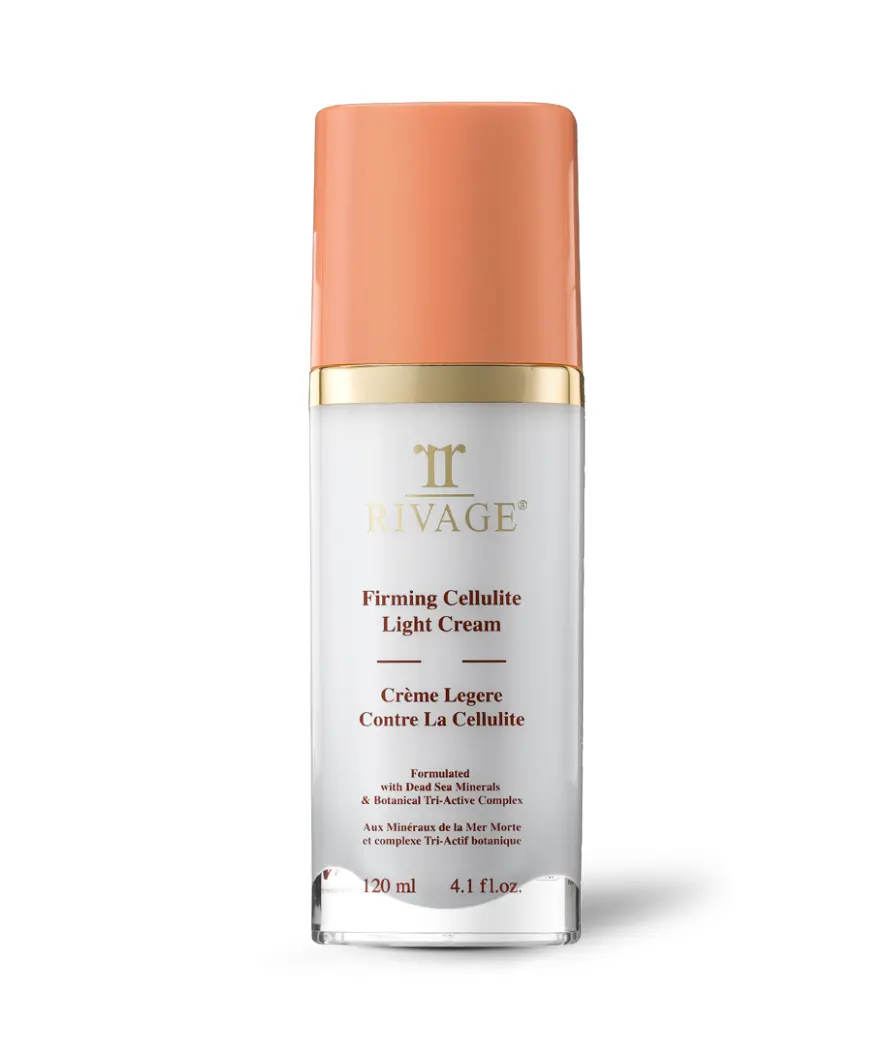 RIVAGE®
Firming Cellulite
Light Cream
Crème Legere
Contre La Cellulite
Formulated
with Dead Sea Minerals
& Botanical Tri-Active Complex
Aux Minéraux de la Mer Morte
et complexe Tri-Actif botanique
120 ml 4.1 fl.oz.